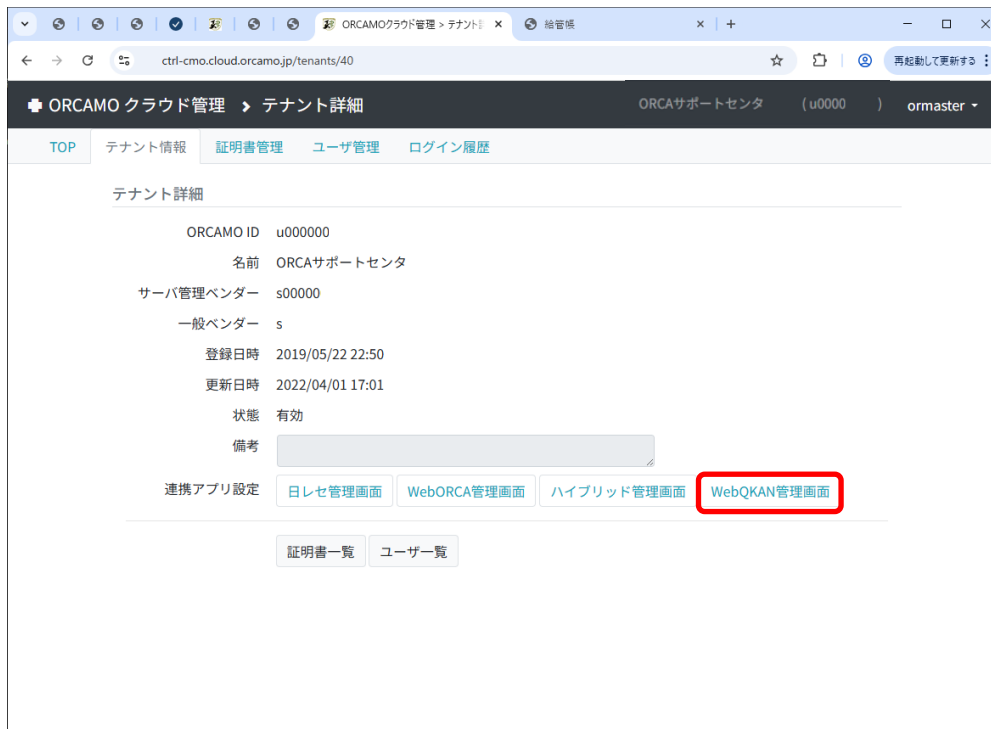 ORCAMOクラウド管理 > テナント詳
給管帳
ctrl-cmo.cloud.orcamo.jp/tenants/40
再起動して更新する
ORCAMO クラウド管理 > テナント詳細 ORCAサポートセンタ (u0000 ) ormaster
TOP テナント情報 証明書管理 ユーザ管理 ログイン履歴
テナント詳細
ORCAMO ID u000000
名前 ORCAサポートセンタ
サーバ管理ベンダー s00000
一般ベンダー s
登録日時 2019/05/22 22:50
更新日時 2022/04/01 17:01
状態 有効
備考
連携アプリ設定 日レセ管理画面 WebORCA管理画面 ハイブリッド管理画面 WebQKAN管理画面
証明書一覧 ユーザ一覧